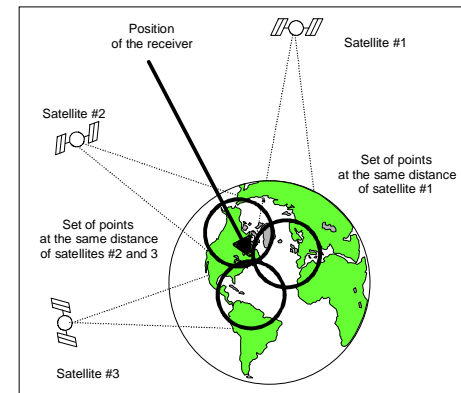 Position
of the receiver
Satellite #1
Satellite #2
Set of points
at the same distance
of satellite #1
Set of points
at the same distance
of satellites #2 and 3
Satellite #3